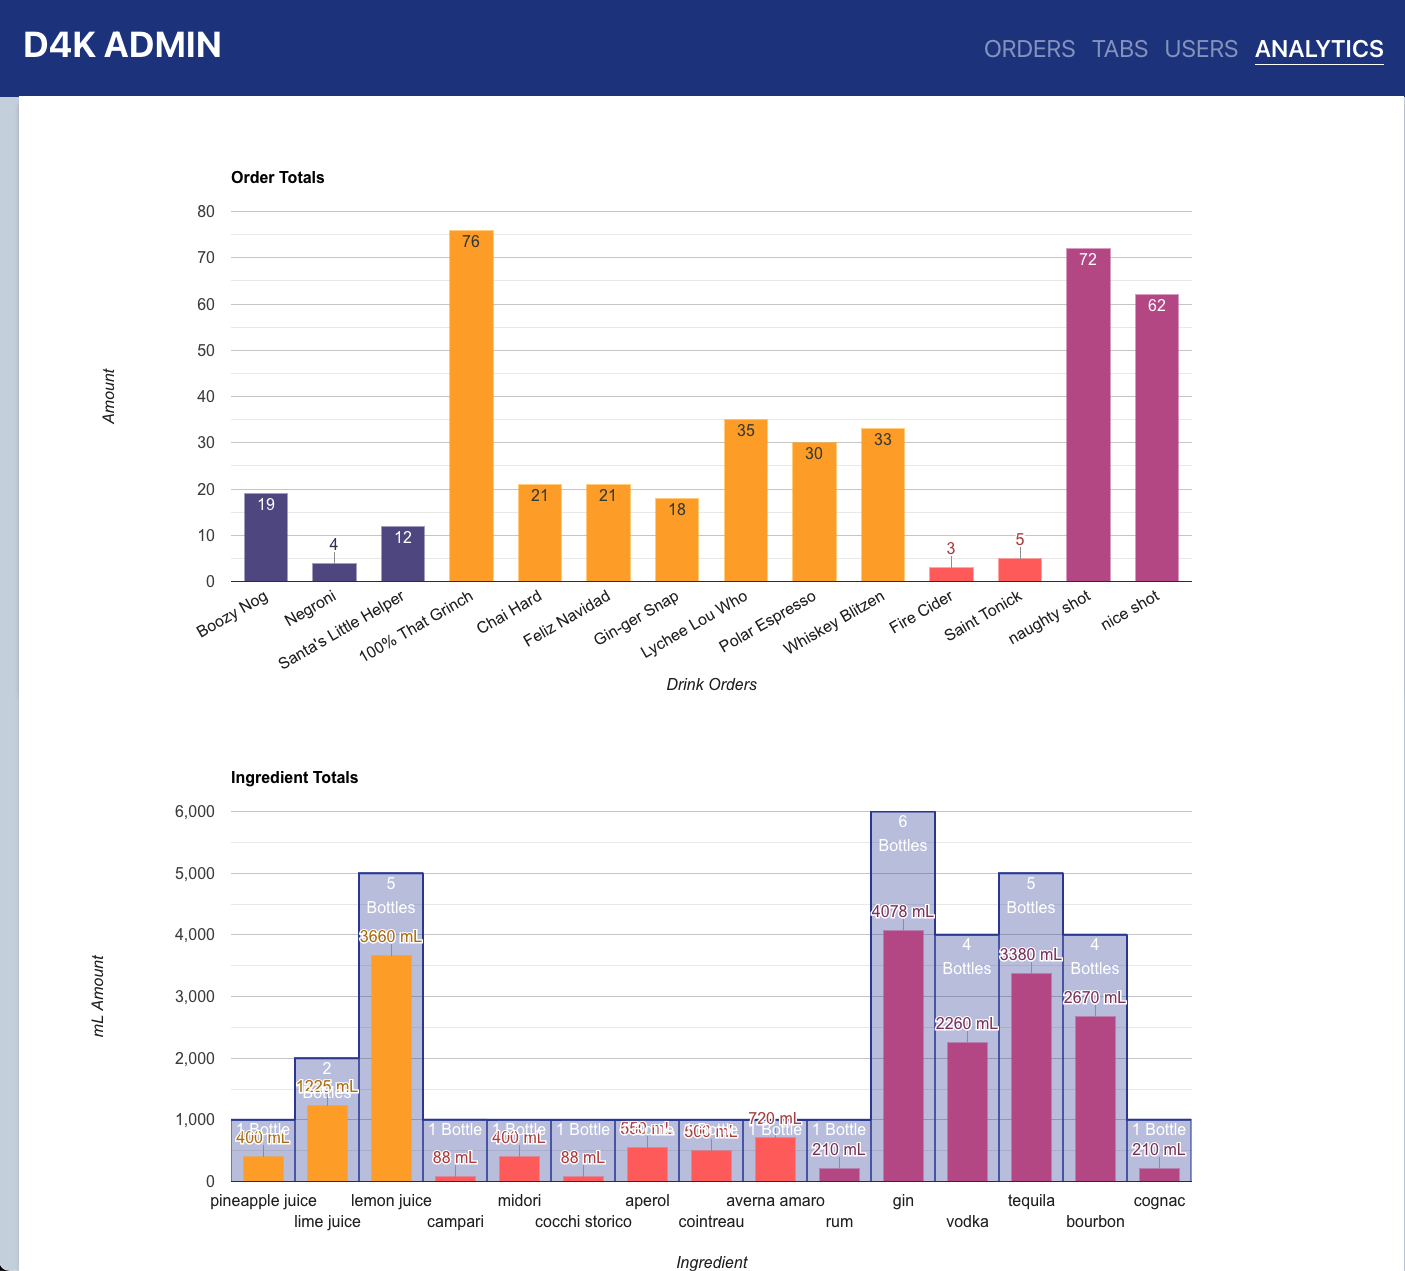 D4K ADMIN
ORDERS TABS USERS ANALYTICS
Order Totals
80
70
60
50
40
30
20
10
0
Amount
19
4
12
76
21
21
18
35
30
33
3
5
72
62
Boozy Nog
Negroni
Santa's Little Helper
100% That Grinch
Chai Hard
Feliz Navidad
Gin-ger Snap
Lychee Lou Who
Polar Espresso
Whiskey Blitzen
Fire Cider
Saint Tonick
naughty shot
nice shot
Drink Orders
Ingredient Totals
6,000
5,000
4,000
3,000
2,000
1,000
0
mL Amount
1 Bottle
400 mL
2
Bottles
1225 mL
5
Bottles
3660 mL
1 Bottle
88 mL
1 Bottle
400 mL
1 Bottle
88 mL
550 mL
500 mL
720 mL
1 Bottle
1 Bottle
210 mL
6
Bottles
4078 mL
4
Bottles
2260 mL
5
Bottles
3380 mL
4
Bottles
2670 mL
1 Bottle
210 mL
pineapple juice
lime juice
lemon juice
campari
midori
cocchi storico
aperol
cointreau
averna amaro
rum
gin
vodka
tequila
bourbon
cognac
Ingredient